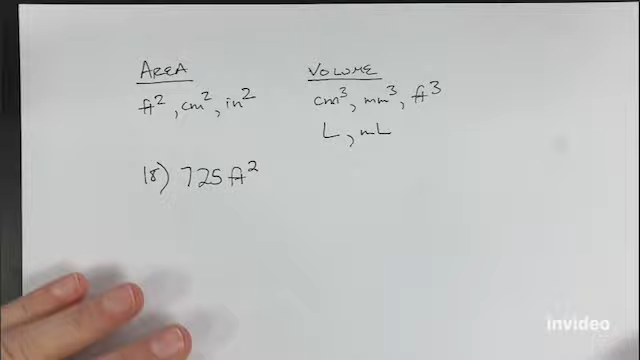 AREA
ft², cm², in²
VOLUME
cm³, mm³, ft³
L, mL
18) 725 ft²
invideo